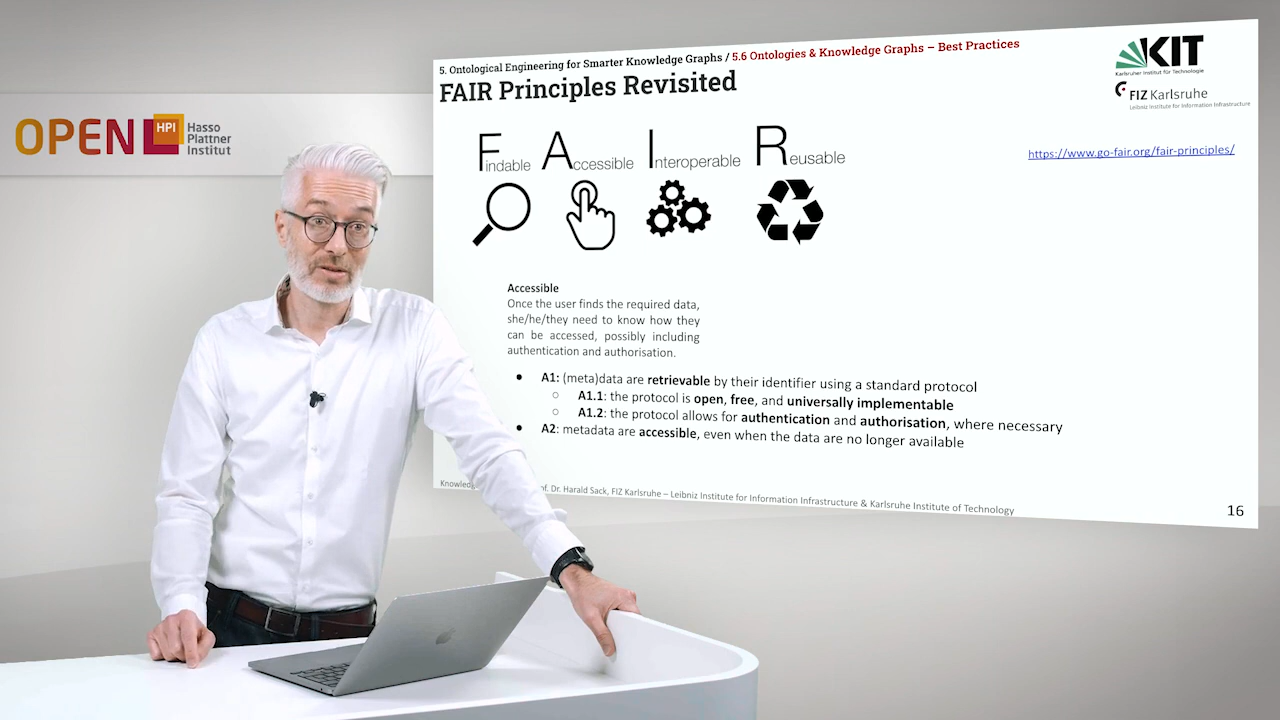 OPEN HPI Hasso
Plattner
Institut
5. Ontological Engineering for Smarter Knowledge Graphs / 5.6 Ontologies & Knowledge Graphs – Best Practices
FAIR Principles Revisited
KIT
Karlsruher Institut für Technologie
FIZ Karlsruhe
Leibniz Institute for Information Infrastructure
Findable Accessible Interoperable Reusable
https://www.go-fair.org/fair-principles/
Accessible
Once the user finds the required data,
she/he/they need to know how they
can be accessed, possibly including
authentication and authorisation.
• A1: (meta)data are retrievable by their identifier using a standard protocol
○ A1.1: the protocol is open, free, and universally implementable
○ A1.2: the protocol allows for authentication and authorisation, where necessary
• A2: metadata are accessible, even when the data are no longer available
Dr. Harald Sack, FIZ Karlsruhe – Leibniz Institute for Information Infrastructure & Karlsruhe Institute of Technology
16